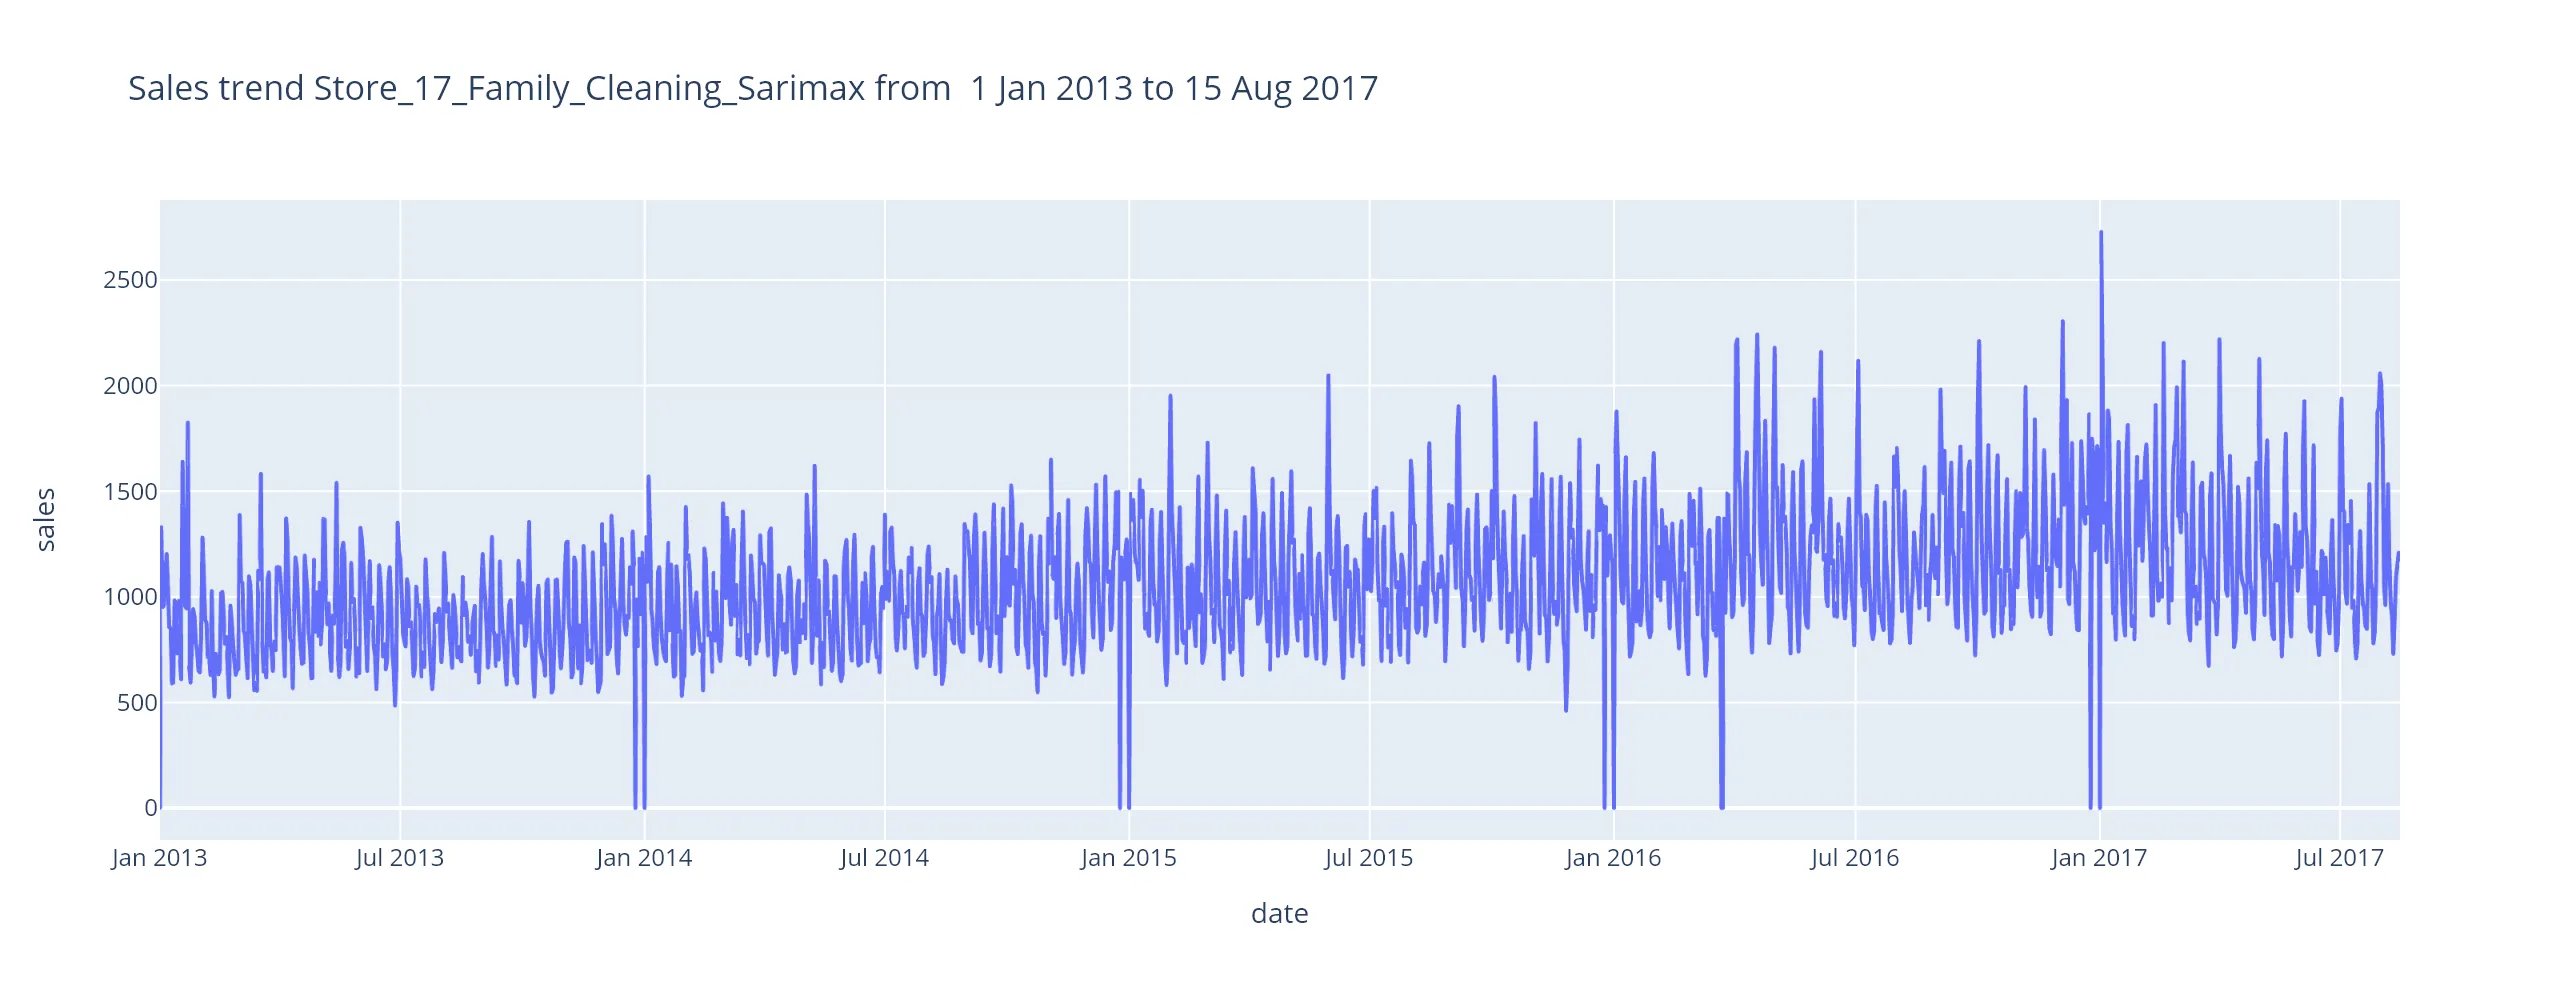 Sales trend Store_17_Family_Cleaning_Sarimax from  1 Jan 2013 to 15 Aug 2017
sales
2500
2000
1500
1000
500
0
Jan 2013
Jul 2013
Jan 2014
Jul 2014
Jan 2015
Jul 2015
Jan 2016
Jul 2016
Jan 2017
Jul 2017
date